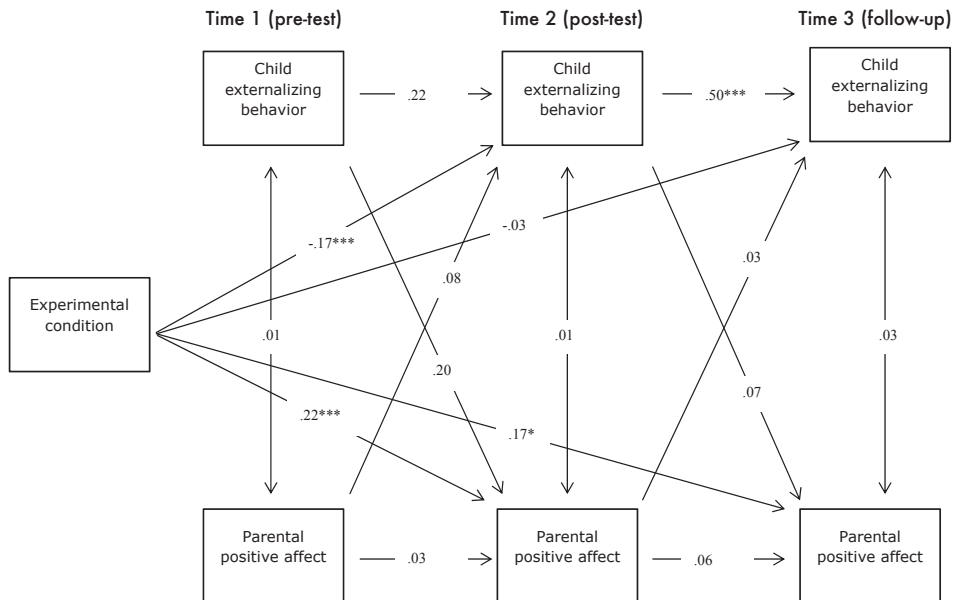 Time 1 (pre-test)
Time 2 (post-test)
Time 3 (follow-up)
Child
externalizing
behavior
.22
Child
externalizing
behavior
.50***
Child
externalizing
behavior
-.17***
-.03
.08
.03
Experimental
condition
.01
.01
.03
.20
.07
.22***
.17*
Parental
positive affect
.03
Parental
positive affect
.06
Parental
positive affect